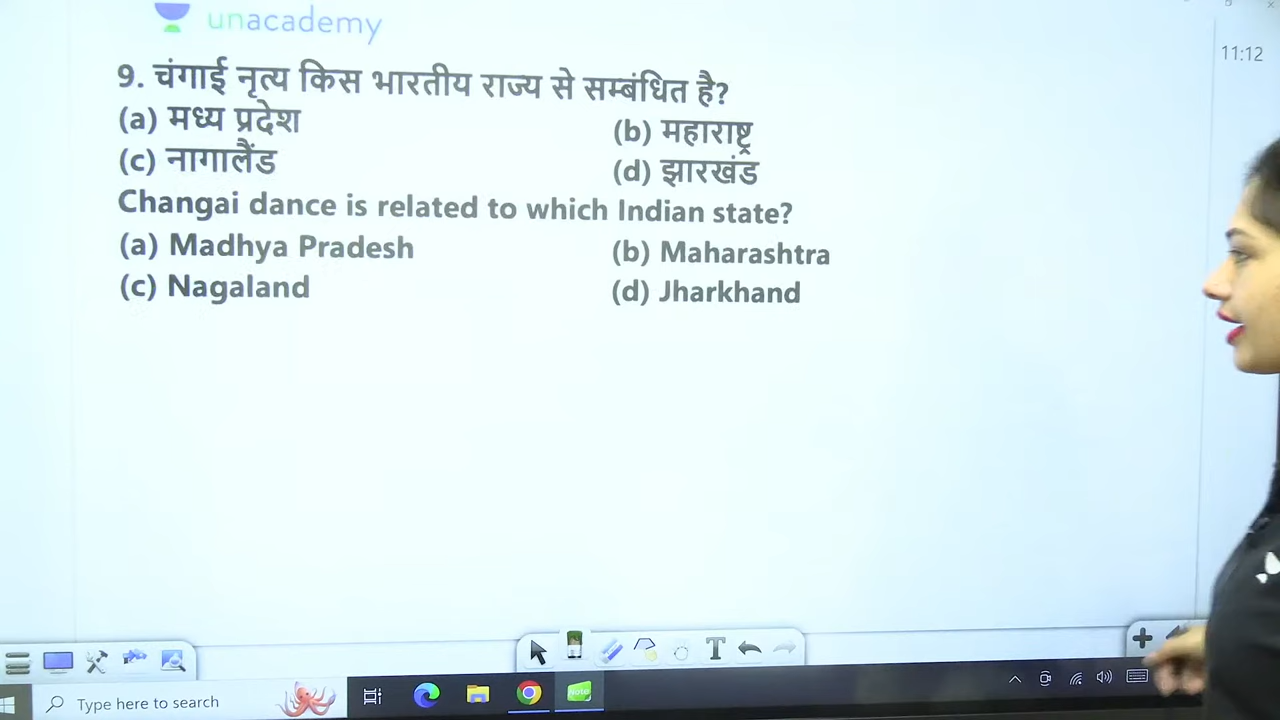 unacademy
11:12
9. चंगाई नृत्य किस भारतीय राज्य से सम्बंधित है?
(a) मध्य प्रदेश (b) महाराष्ट्र
(c) नागालैंड (d) झारखंड
Changai dance is related to which Indian state?
(a) Madhya Pradesh (b) Maharashtra
(c) Nagaland (d) Jharkhand
T
Type here to search
Note